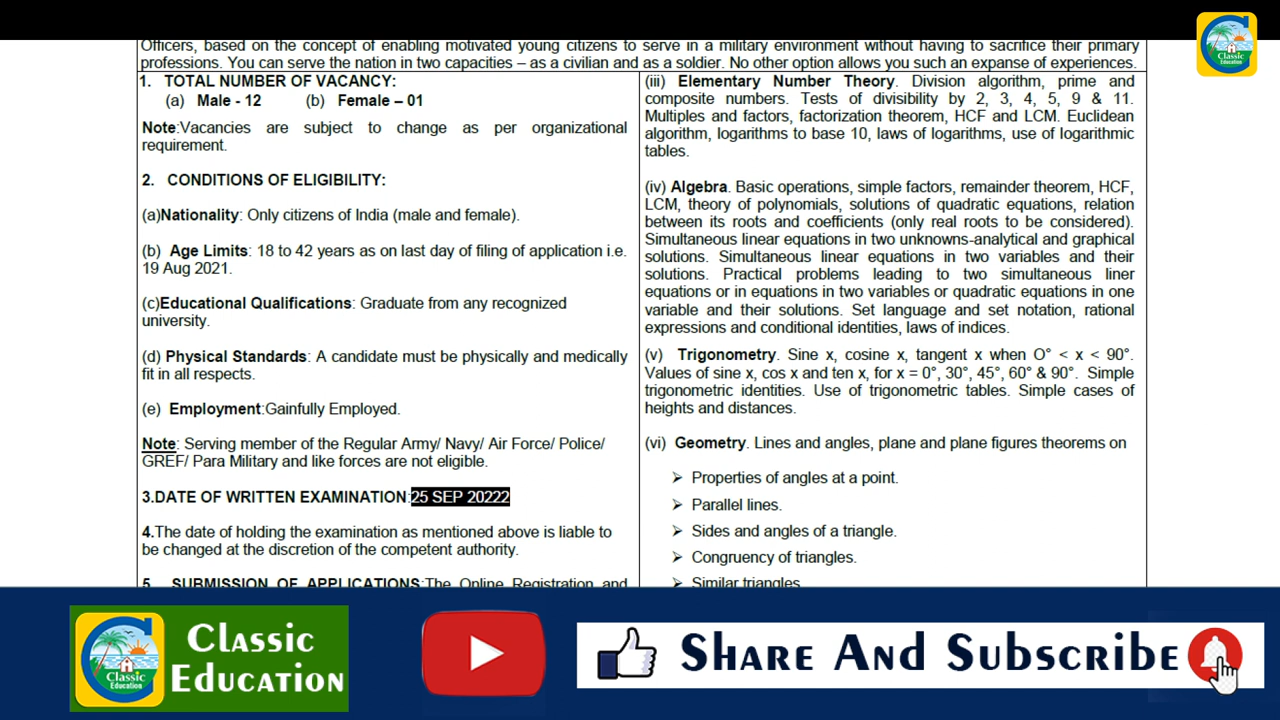 Officers, based on the concept of enabling motivated young citizens to serve in a military environment without having to sacrifice their primary
professions. You can serve the nation in two capacities – as a civilian and as a soldier. No other option allows you such an expanse of experiences.
1. TOTAL NUMBER OF VACANCY:
(a) Male - 12 (b) Female – 01
Note:Vacancies are subject to change as per organizational
requirement.
2. CONDITIONS OF ELIGIBILITY:
(a)Nationality: Only citizens of India (male and female).
(b) Age Limits: 18 to 42 years as on last day of filing of application i.e.
19 Aug 2021.
(c)Educational Qualifications: Graduate from any recognized
university.
(d) Physical Standards: A candidate must be physically and medically
fit in all respects.
(e) Employment:Gainfully Employed.
Note: Serving member of the Regular Army/ Navy/ Air Force/ Police/
GREF/ Para Military and like forces are not eligible.
3.DATE OF WRITTEN EXAMINATION:25 SEP 20222
4.The date of holding the examination as mentioned above is liable to
be changed at the discretion of the competent authority.
5. SUBMISSION OF APPLICATIONS:The Online Registration and
(iii) Elementary Number Theory. Division algorithm, prime and
composite numbers. Tests of divisibility by 2, 3, 4, 5, 9 & 11.
Multiples and factors, factorization theorem, HCF and LCM. Euclidean
algorithm, logarithms to base 10, laws of logarithms, use of logarithmic
tables.
(iv) Algebra. Basic operations, simple factors, remainder theorem, HCF,
LCM, theory of polynomials, solutions of quadratic equations, relation
between its roots and coefficients (only real roots to be considered).
Simultaneous linear equations in two unknowns-analytical and graphical
solutions. Simultaneous linear equations in two variables and their
solutions. Practical problems leading to two simultaneous liner
equations or in equations in two variables or quadratic equations in one
variable and their solutions. Set language and set notation, rational
expressions and conditional identities, laws of indices.
(v) Trigonometry. Sine x, cosine x, tangent x when O° < x < 90°.
Values of sine x, cos x and ten x, for x = 0°, 30°, 45°, 60° & 90°. Simple
trigonometric identities. Use of trigonometric tables. Simple cases of
heights and distances.
(vi) Geometry. Lines and angles, plane and plane figures theorems on
➢ Properties of angles at a point.
➢ Parallel lines.
➢ Sides and angles of a triangle.
➢ Congruency of triangles.
➢ Similar triangles
Classic
Education
Classic
Education
Classic
Education
Share And Subscribe